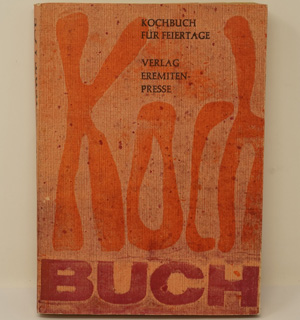 KOCHBUCH
FÜR FEIERTAGE
VERLAG
EREMITEN-
PRESSE
Koch
BUCH